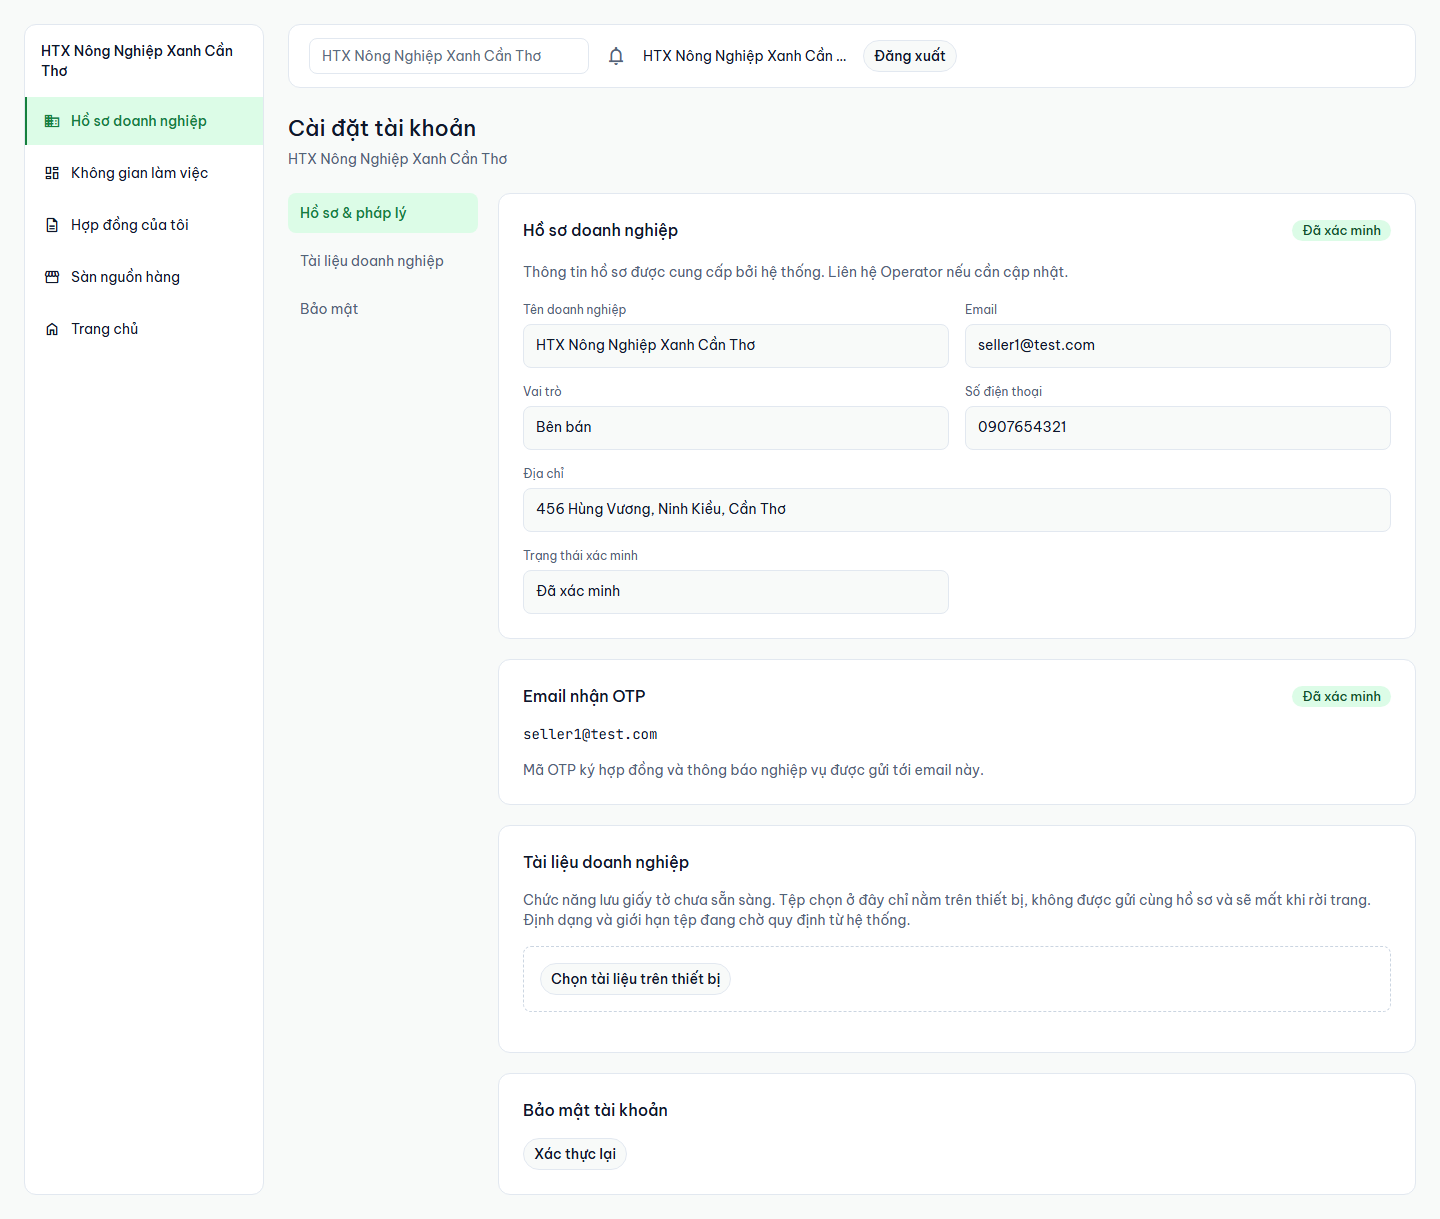 HTX Nông Nghiệp Xanh Cần
Thơ
Hồ sơ doanh nghiệp
Không gian làm việc
Hợp đồng của tôi
Sàn nguồn hàng
Trang chủ
HTX Nông Nghiệp Xanh Cần Thơ
HTX Nông Nghiệp Xanh Cần ...
Đăng xuất
Cài đặt tài khoản
HTX Nông Nghiệp Xanh Cần Thơ
Hồ sơ & pháp lý
Tài liệu doanh nghiệp
Bảo mật
Hồ sơ doanh nghiệp
Đã xác minh
Thông tin hồ sơ được cung cấp bởi hệ thống. Liên hệ Operator nếu cần cập nhật.
Tên doanh nghiệp
HTX Nông Nghiệp Xanh Cần Thơ
Email
seller1@test.com
Vai trò
Bên bán
Số điện thoại
0907654321
Địa chỉ
456 Hùng Vương, Ninh Kiều, Cần Thơ
Trạng thái xác minh
Đã xác minh
Email nhận OTP
Đã xác minh
seller1@test.com
Mã OTP ký hợp đồng và thông báo nghiệp vụ được gửi tới email này.
Tài liệu doanh nghiệp
Chức năng lưu giấy tờ chưa sẵn sàng. Tệp chọn ở đây chỉ nằm trên thiết bị, không được gửi cùng hồ sơ và sẽ mất khi rời trang.
Định dạng và giới hạn tệp đang chờ quy định từ hệ thống.
Chọn tài liệu trên thiết bị
Bảo mật tài khoản
Xác thực lại